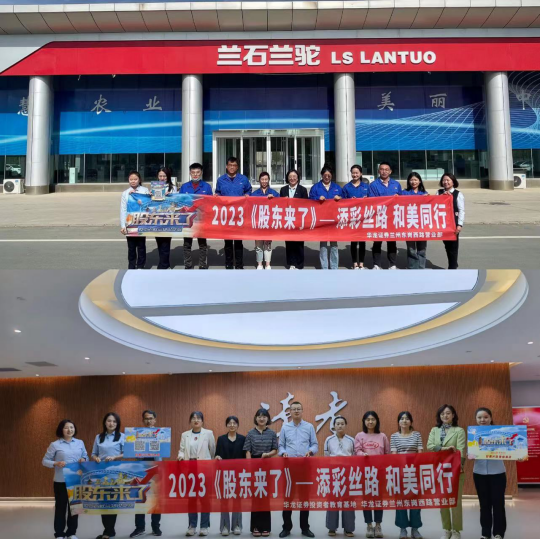 兰石兰驼 LS LANTUO
慧 农业 美丽 中
股东来了
2023《股东来了》—添彩丝路 和美同行
华龙证券兰州东岗西路营业部
读者
股东来了
股东来了
2023《股东来了》—添彩丝路 和美同行
华龙证券投资者教育基地 华龙证券兰州东岗西路营业部